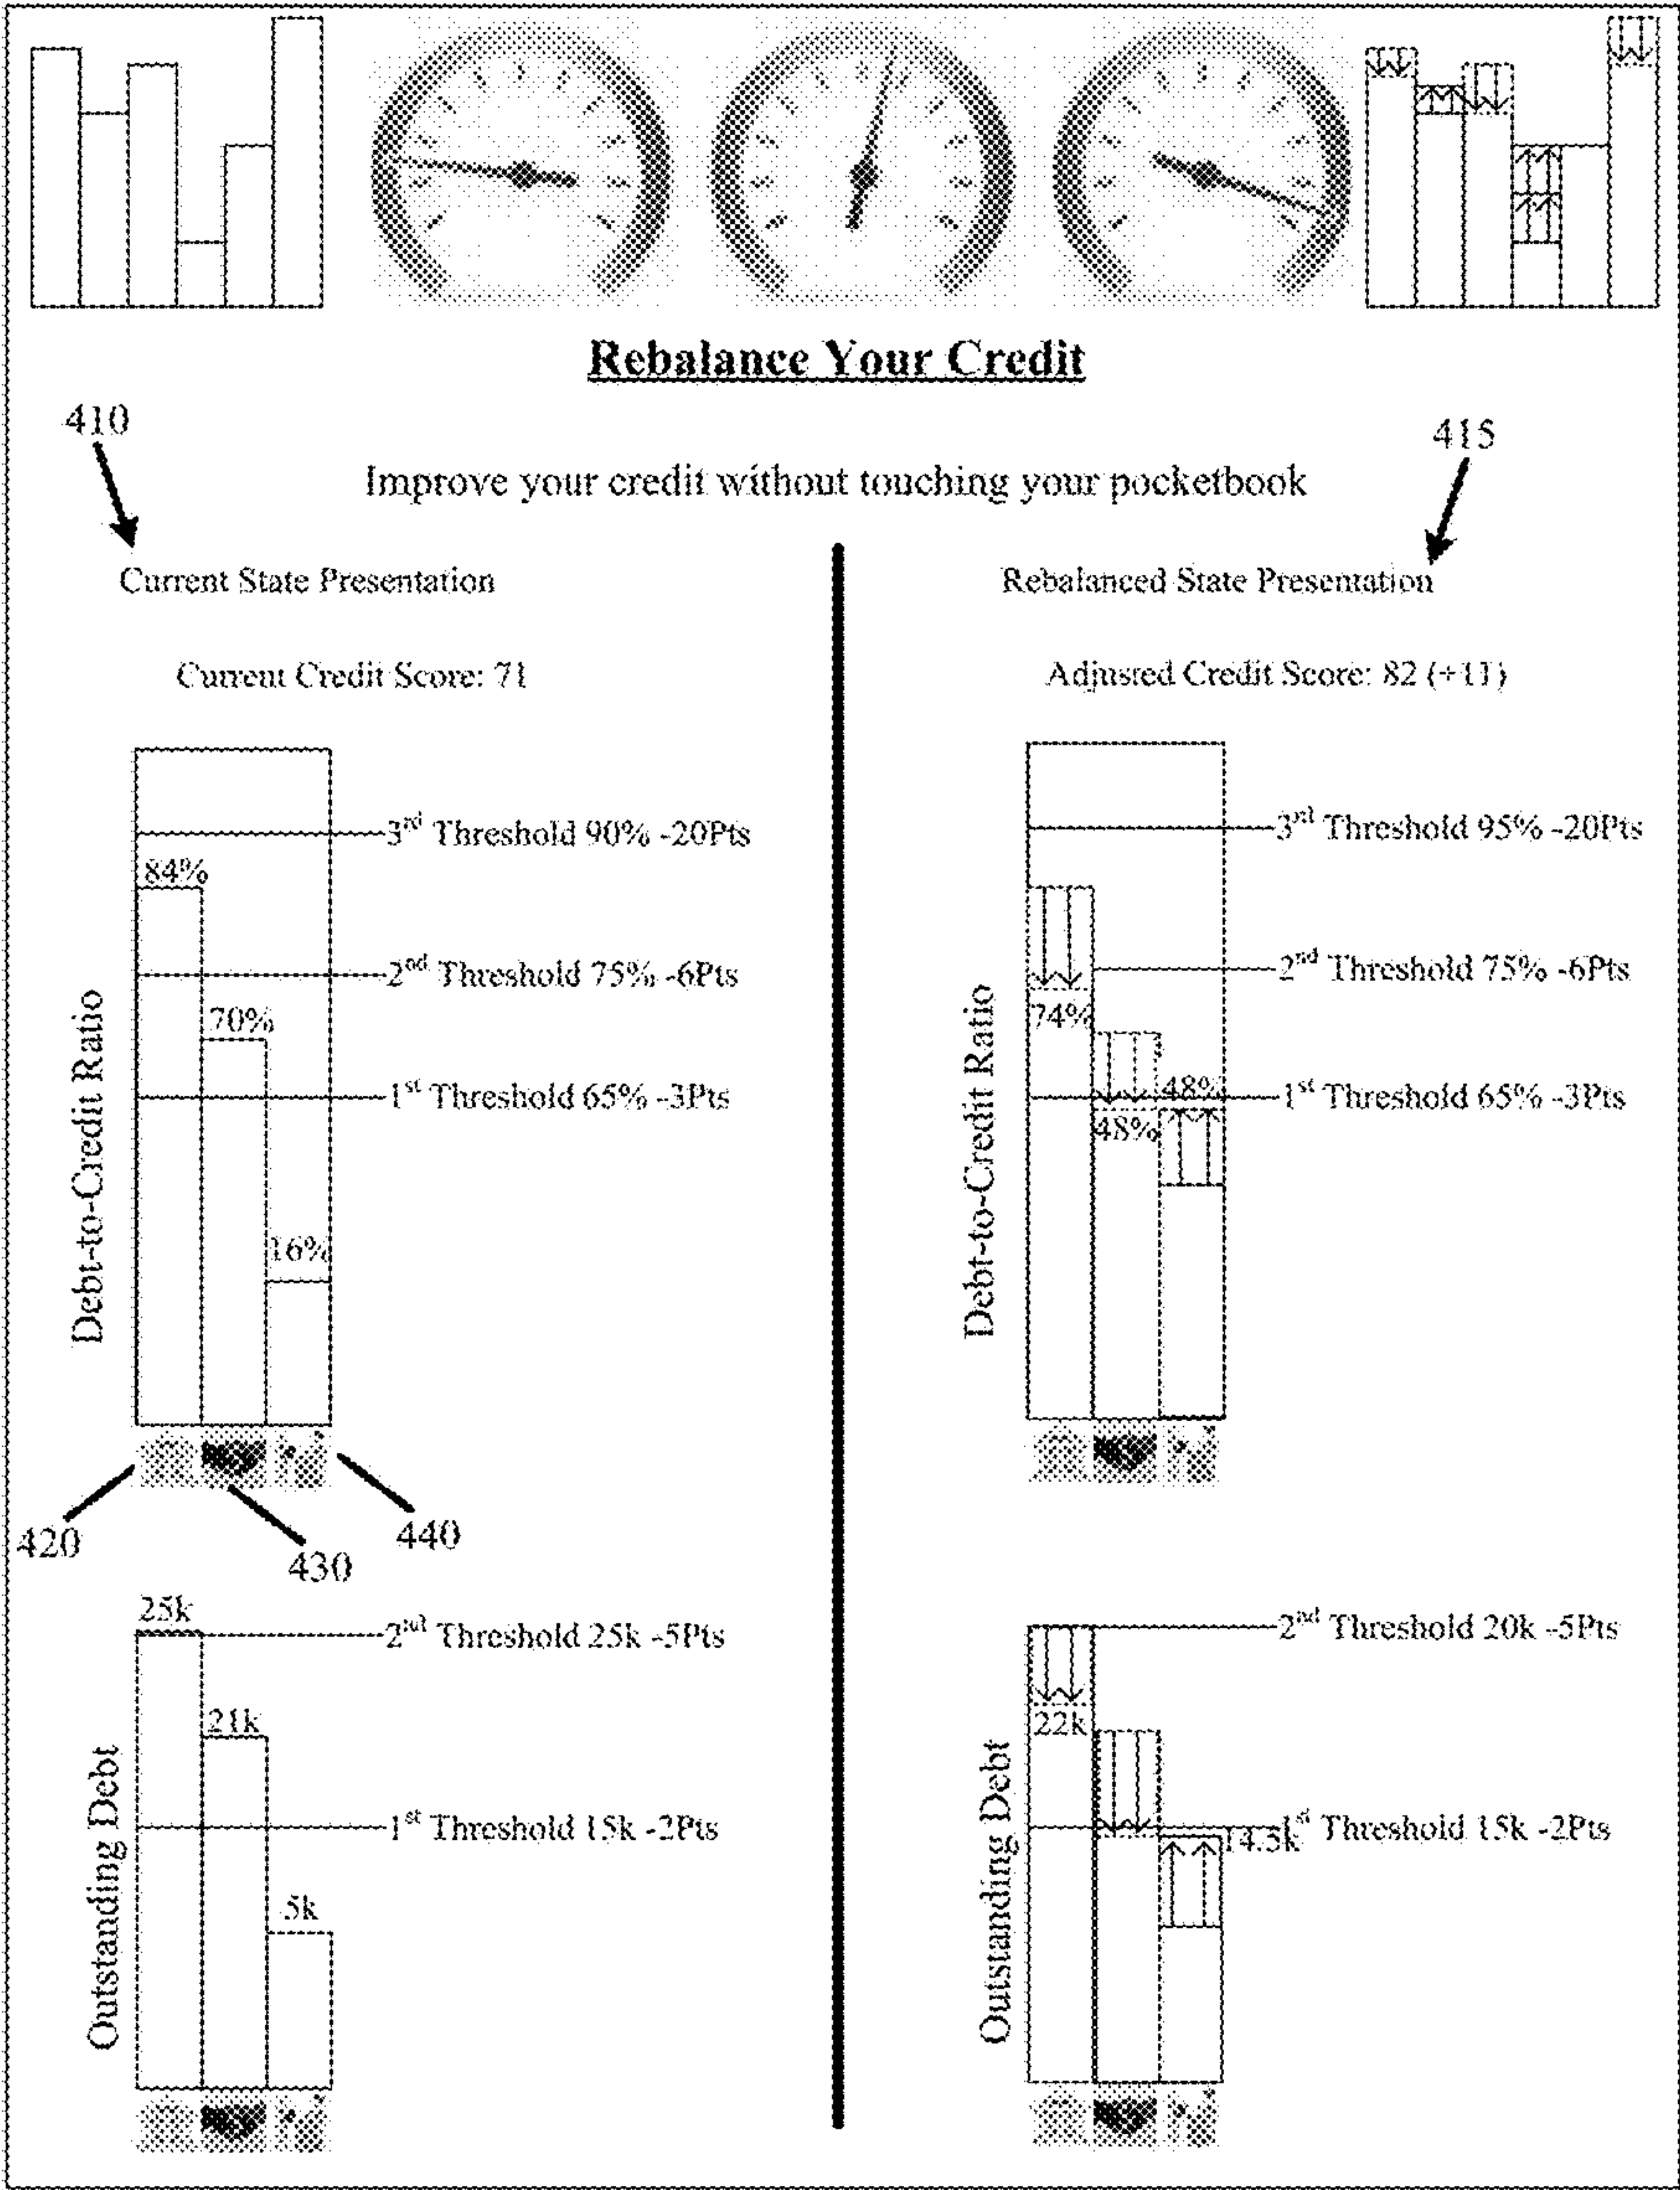 Rebalance Your Credit
410
415
Improve your credit without touching your pocketbook
Current State Presentation
Current Credit Score: 71
3rd Threshold 90% -20Pts
84%
2nd Threshold 75% -6Pts
70%
1st Threshold 65% -3Pts
16%
Debt-to-Credit Ratio
420
430
440
25k
2nd Threshold 25k -5Pts
21k
1st Threshold 15k -2Pts
5k
Outstanding Debt
Rebalanced State Presentation
Adjusred Credit Score: 82 (+11)
3rd Threshold 95% -20Pts
2nd Threshold 75% -6Pts
74%
48%
1st Threshold 65% -3Pts
48%
Debt-to-Credit Ratio
2nd Threshold 20k -5Pts
22k
1st Threshold 15k -2Pts
Outstanding Debt